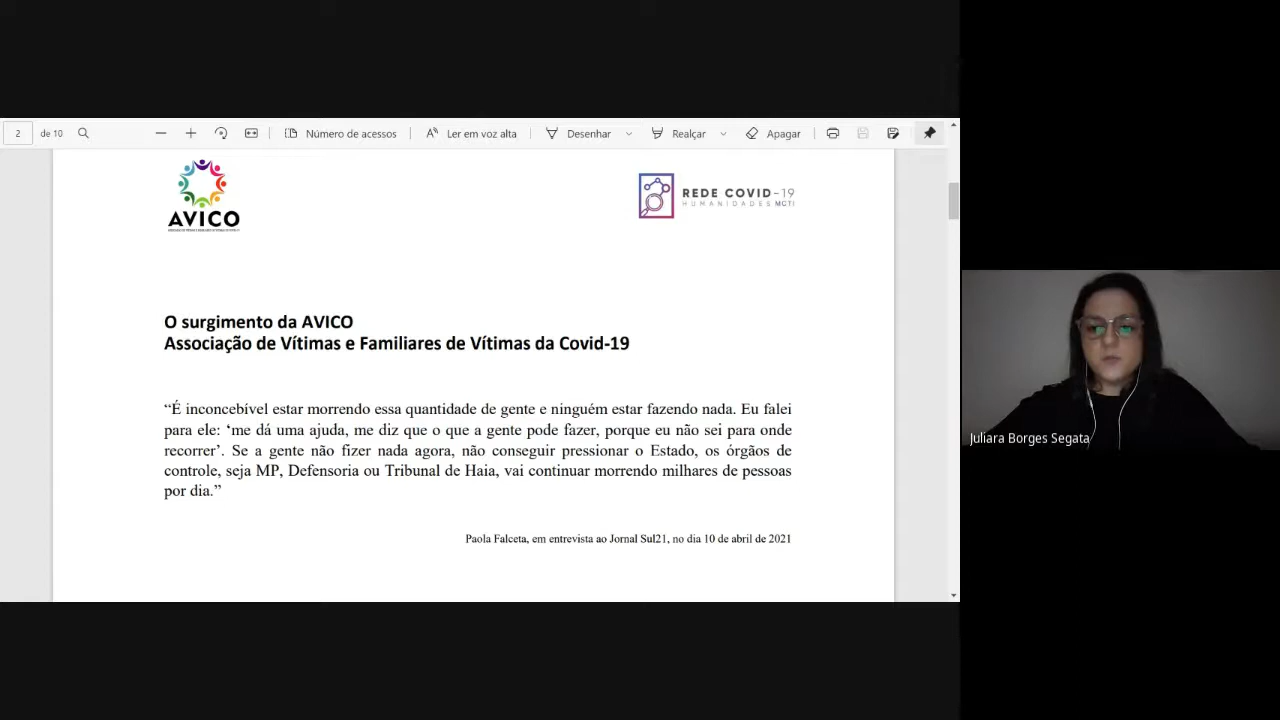 2 de 10 Número de acessos Ler em voz alta Desenhar Realçar Apagar
AVICO
REDE COVID-19
HUMANIDADES MCTI
O surgimento da AVICO
Associação de Vítimas e Familiares de Vítimas da Covid-19
“É inconcebível estar morrendo essa quantidade de gente e ninguém estar fazendo nada. Eu falei
para ele: ‘me dá uma ajuda, me diz que o que a gente pode fazer, porque eu não sei para onde
recorrer’. Se a gente não fizer nada agora, não conseguir pressionar o Estado, os órgãos de
controle, seja MP, Defensoria ou Tribunal de Haia, vai continuar morrendo milhares de pessoas
por dia.”
Paola Falceta, em entrevista ao Jornal Sul21, no dia 10 de abril de 2021
Juliara Borges Segata